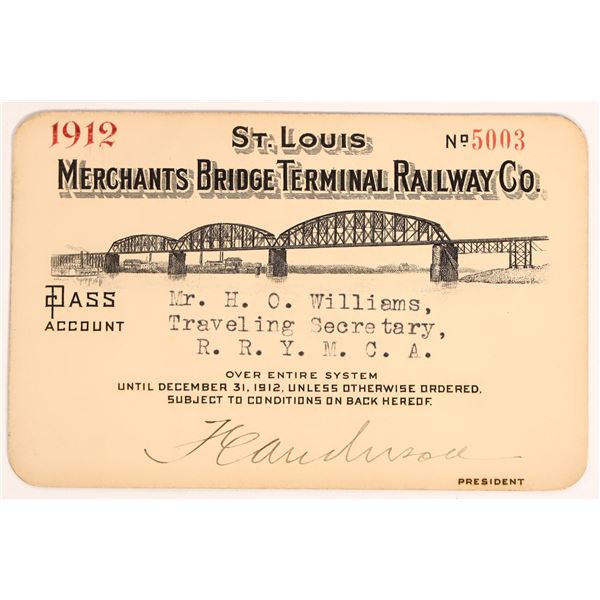 1912
ST. LOUIS
Nº 5003
MERCHANTS BRIDGE TERMINAL RAILWAY CO.
PASS
ACCOUNT
Mr. H. O. Williams,
Traveling Secretary,
R. R. Y. M. C. A.
OVER ENTIRE SYSTEM
UNTIL DECEMBER 31, 1912, UNLESS OTHERWISE ORDERED,
SUBJECT TO CONDITIONS ON BACK HEREOF.
PRESIDENT